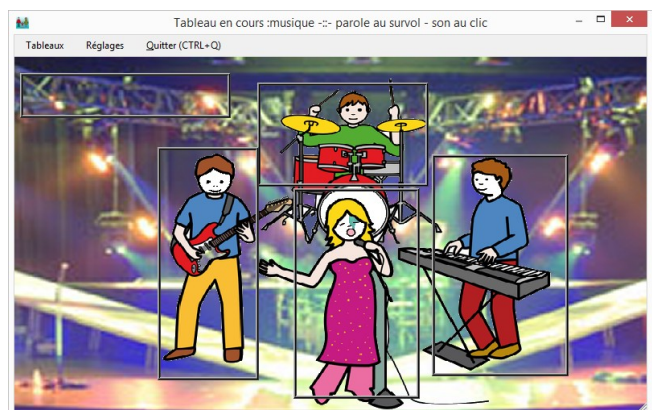 Tableau en cours :musique -::- parole au survol - son au clic
Tableaux Réglages Quitter (CTRL+Q)